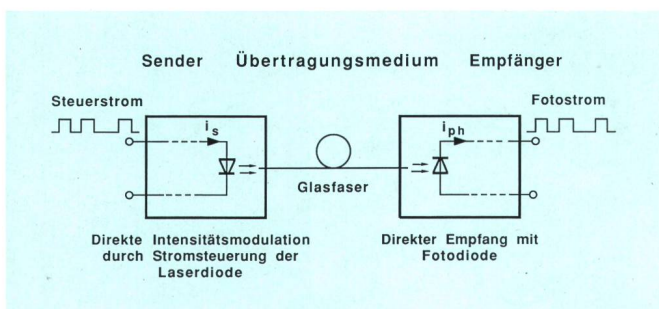 Sender Übertragungsmedium Empfänger
Steuerstrom
Fotostrom
i_s
i_ph
Glasfaser
Direkte Intensitätsmodulation
durch Stromsteuerung der
Laserdiode
Direkter Empfang mit
Fotodiode